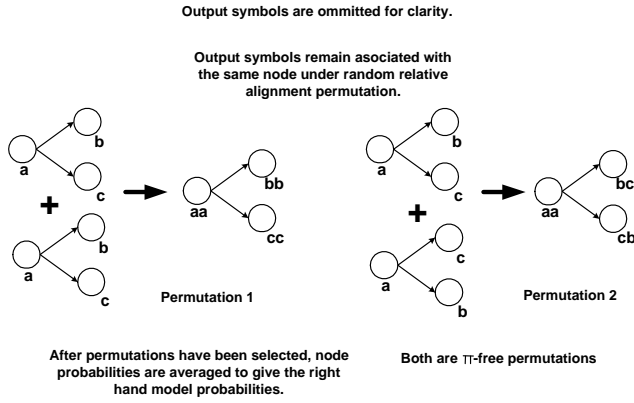 Output symbols are ommitted for clarity.
Output symbols remain asociated with
the same node under random relative
alignment permutation.
a
b
c
+
a
b
c
aa
bb
cc
Permutation 1
a
b
c
+
a
c
b
aa
bc
cb
Permutation 2
After permutations have been selected, node
probabilities are averaged to give the right
hand model probabilities.
Both are π-free permutations